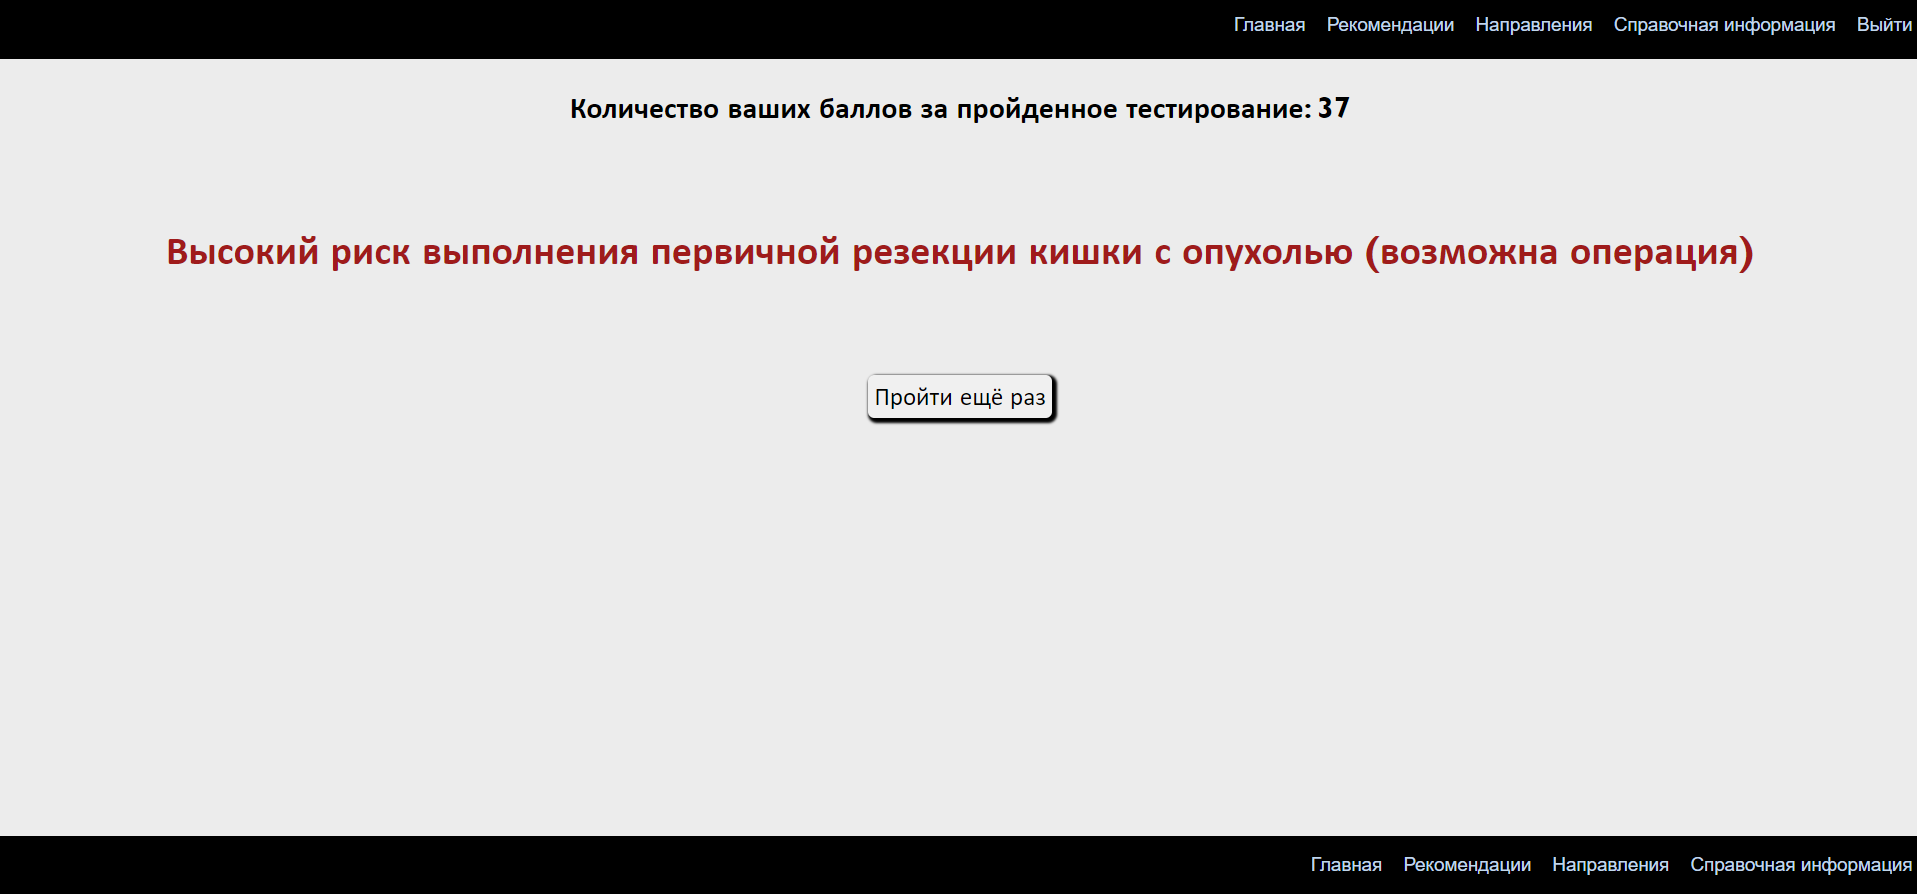 Главная Рекомендации Направления Справочная информация Выйти
Количество ваших баллов за пройденное тестирование: 37
Высокий риск выполнения первичной резекции кишки с опухолью (возможна операция)
Пройти ещё раз
Главная Рекомендации Направления Справочная информация